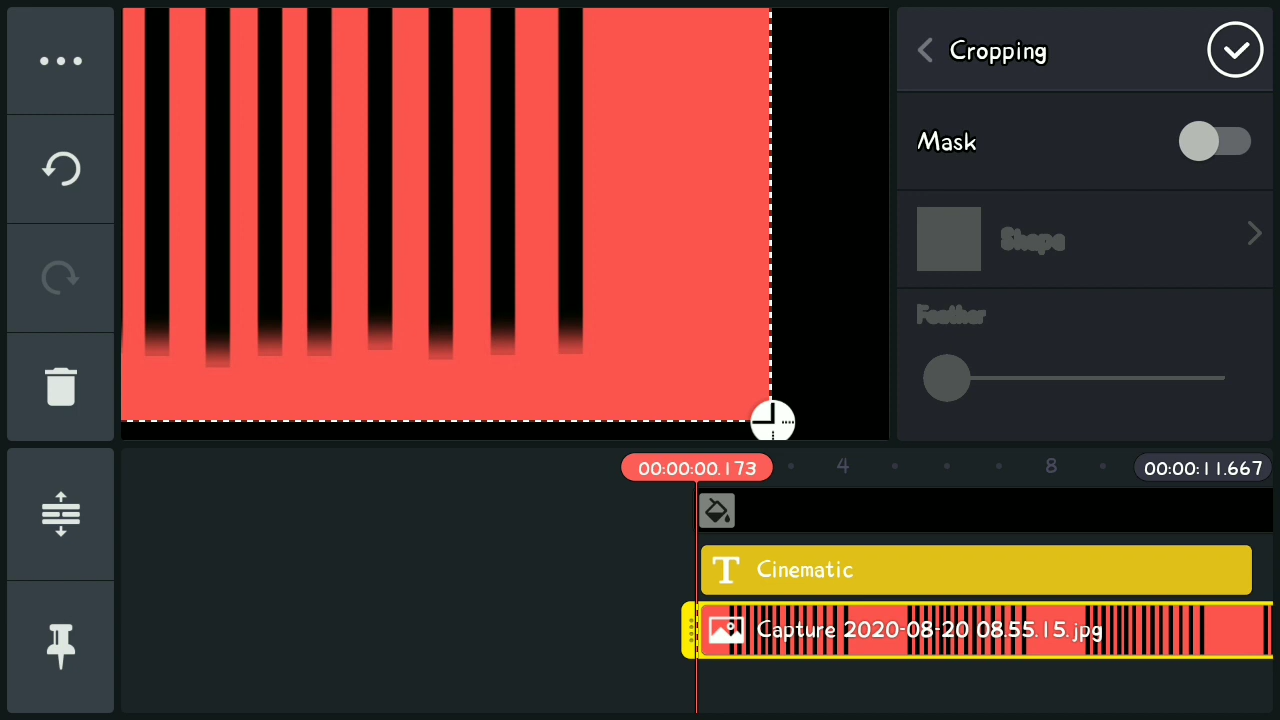 Cropping
Mask
Shape
Feather
00:00:00.173
4
8
00:00:11.667
T Cinematic
Capture 2020-08-20 08.55.15.jpg